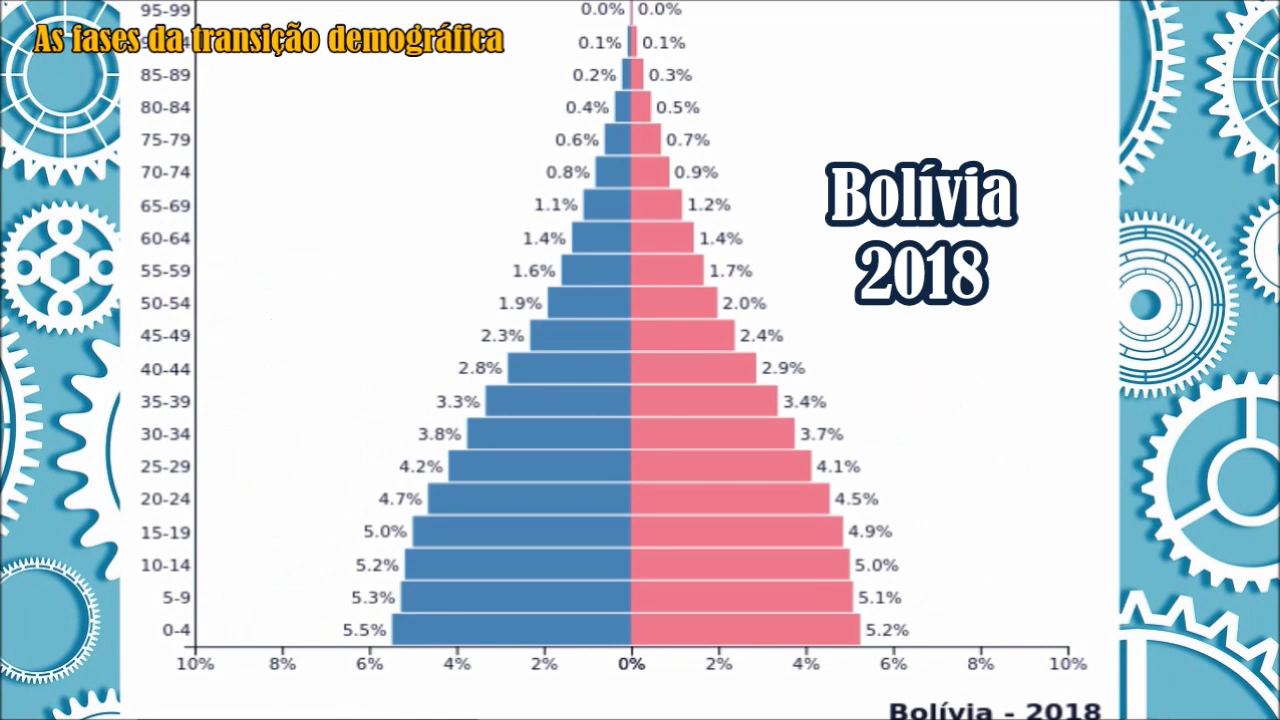 95-99 0.0% 0.0%
As fases da transição demográfica
0.1% 0.1%
85-89 0.2% 0.3%
80-84 0.4% 0.5%
75-79 0.6% 0.7%
70-74 0.8% 0.9%
65-69 1.1% 1.2%
60-64 1.4% 1.4%
55-59 1.6% 1.7%
50-54 1.9% 2.0%
45-49 2.3% 2.4%
40-44 2.8% 2.9%
35-39 3.3% 3.4%
30-34 3.8% 3.7%
25-29 4.2% 4.1%
20-24 4.7% 4.5%
15-19 5.0% 4.9%
10-14 5.2% 5.0%
5-9 5.3% 5.1%
0-4 5.5% 5.2%
10% 8% 6% 4% 2% 0% 2% 4% 6% 8% 10%
Bolívia
2018
Bolívia - 2018